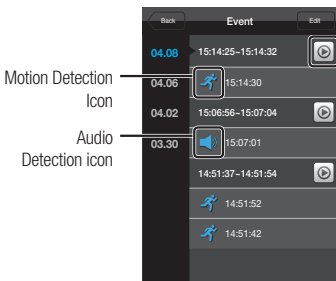 Back Event Edit
04.08 15:14:25~15:14:32
Motion Detection Icon
04.06 15:14:30
04.02 15:06:56~15:07:04
Audio Detection icon
03.30 15:07:01
14:51:37~14:51:54
14:51:52
14:51:42